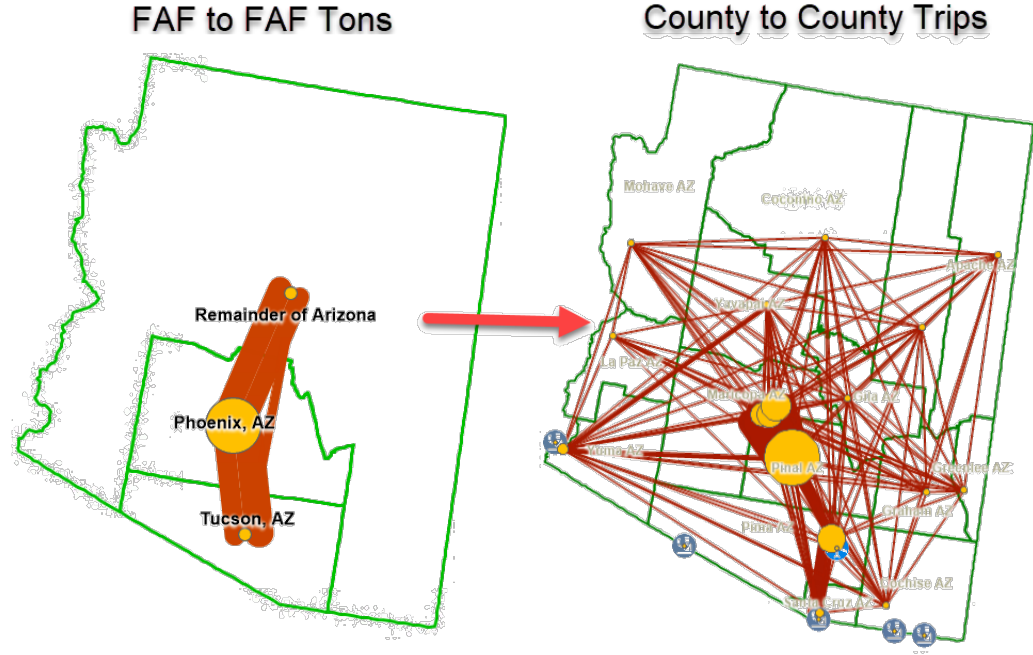 FAF to FAF Tons
County to County Trips
Mohave AZ
Coconino AZ
Apache AZ
Remainder of Arizona
Yavapai AZ
La Paz AZ
Maricopa AZ
Gila AZ
Phoenix, AZ
Yuma AZ
Pinal AZ
Greenlee AZ
Graham AZ
Tucson, AZ
Pima AZ
Cochise AZ
Santa Cruz AZ